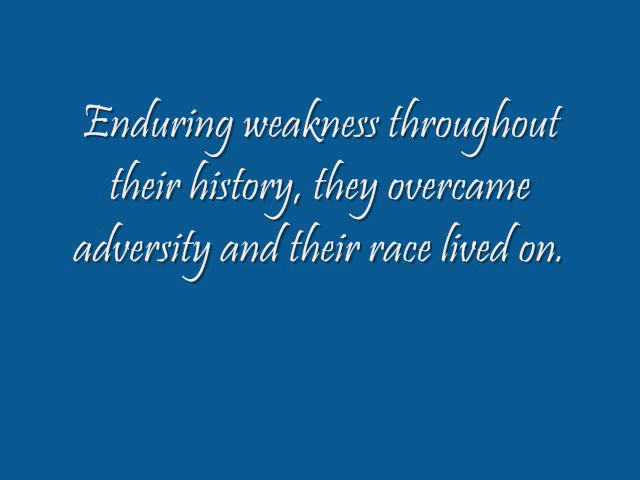 Enduring weakness throughout
their history, they overcame
adversity and their race lived on.